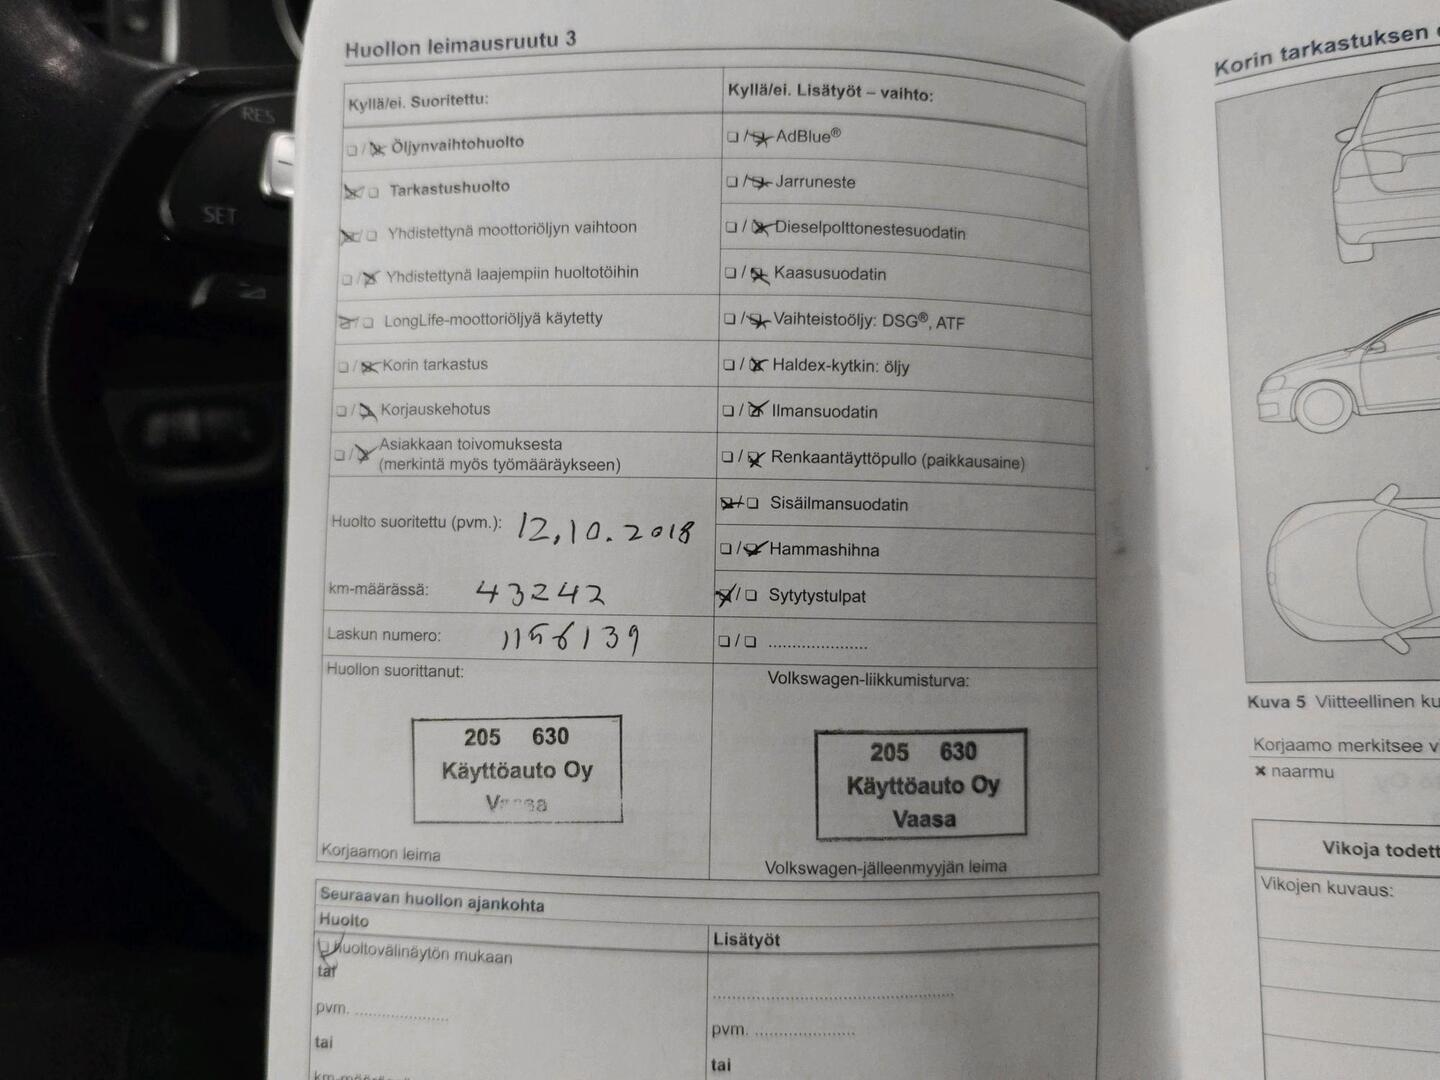 RES
SET
Huollon leimausruutu 3
Kyllä/ei. Suoritettu:
Öljynvaihtohuolto
Tarkastushuolto
Yhdistettynä moottoriöljyn vaihtoon
Yhdistettynä laajempiin huoltotöihin
LongLife-moottoriöljyä käytetty
Korin tarkastus
Korjauskehotus
Asiakkaan toivomuksesta
(merkintä myös työmääräykseen)
Huolto suoritettu (pvm.): 12.10.2018
km-määrässä: 43242
Laskun numero: 1156139
Huollon suorittanut:
205 630
Käyttöauto Oy
Vaasa
Korjaamon leima
Kyllä/ei. Lisätyöt – vaihto:
AdBlue®
Jarruneste
Dieselpolttonestesuodatin
Kaasusuodatin
Vaihteistoöljy: DSG®, ATF
Haldex-kytkin: öljy
Ilmansuodatin
Renkaantäyttöpullo (paikkausaine)
Sisäilmansuodatin
Hammashihna
Sytytystulpat
....................
Volkswagen-liikkumisturva:
205 630
Käyttöauto Oy
Vaasa
Volkswagen-jälleenmyyjän leima
Seuraavan huollon ajankohta
Huolto
Huoltovälinäytön mukaan
tai
pvm. ...................
tai
Lisätyöt
................................................
pvm. ....................
tai
Korin tarkastuksen
Kuva 5 Viitteellinen
Korjaamo merkitsee
× naarmu
Vikoja
Vikojen kuvaus: